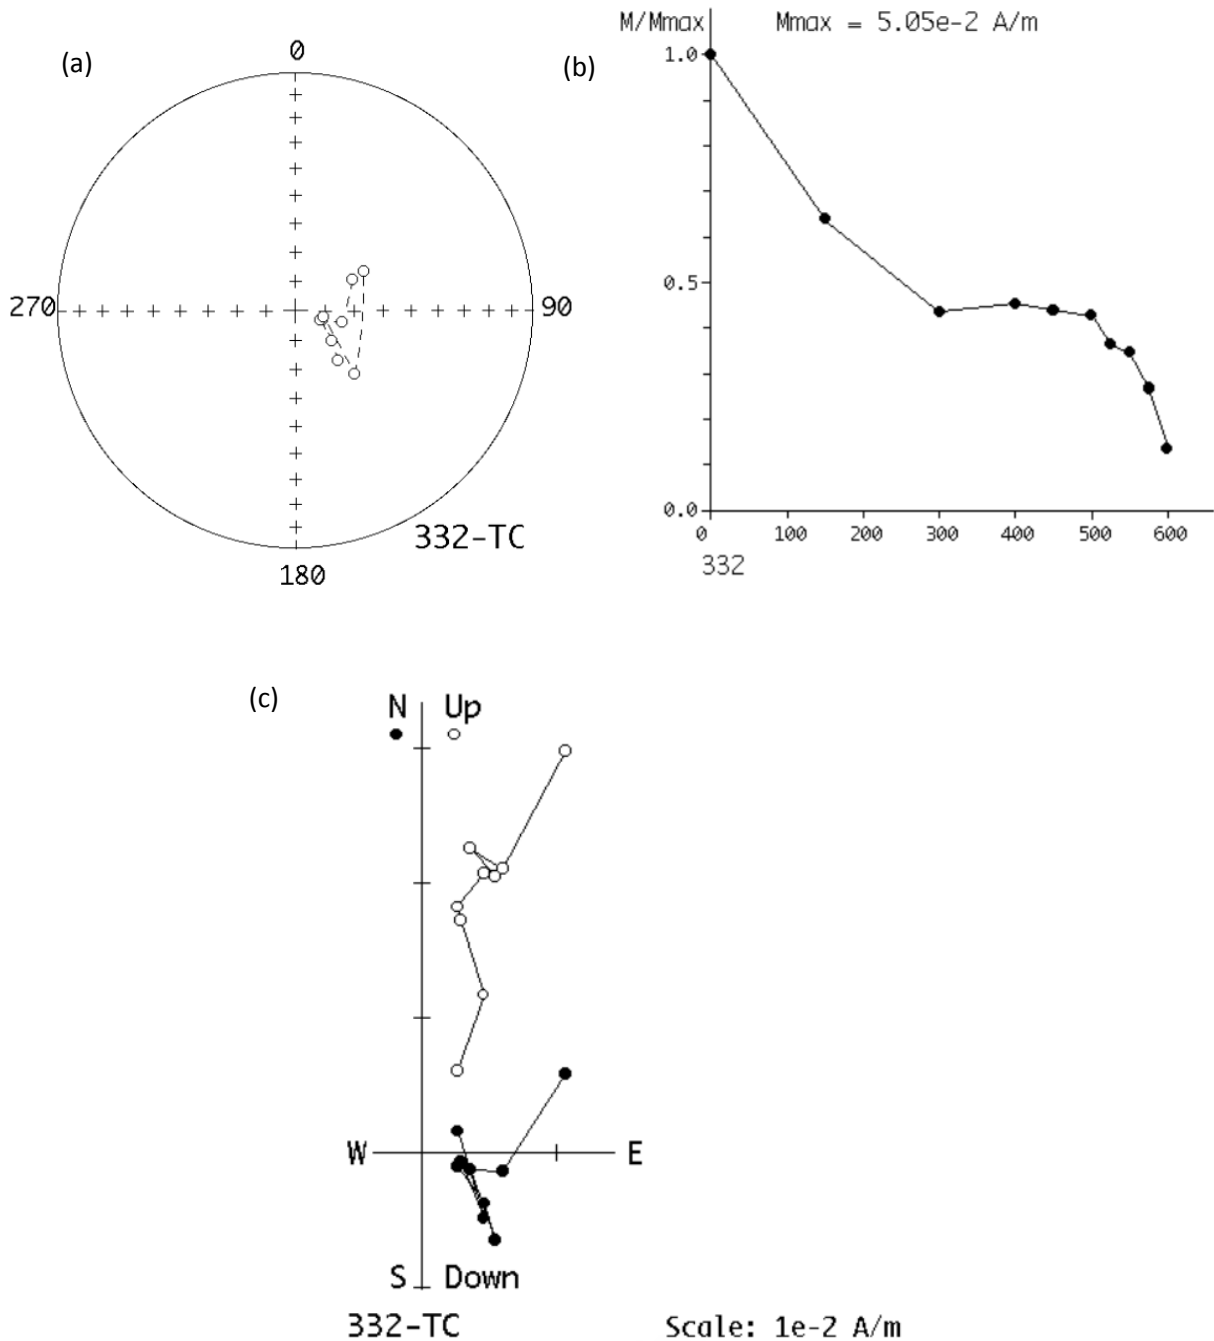 (a)
0
270
90
180
332-TC
(b)
M/Mmax Mmax = 5.05e-2 A/m
1.0
0.5
0.0
0 100 200 300 400 500 600
332
(c)
N Up
W E
S Down
332-TC Scale: 1e-2 A/m